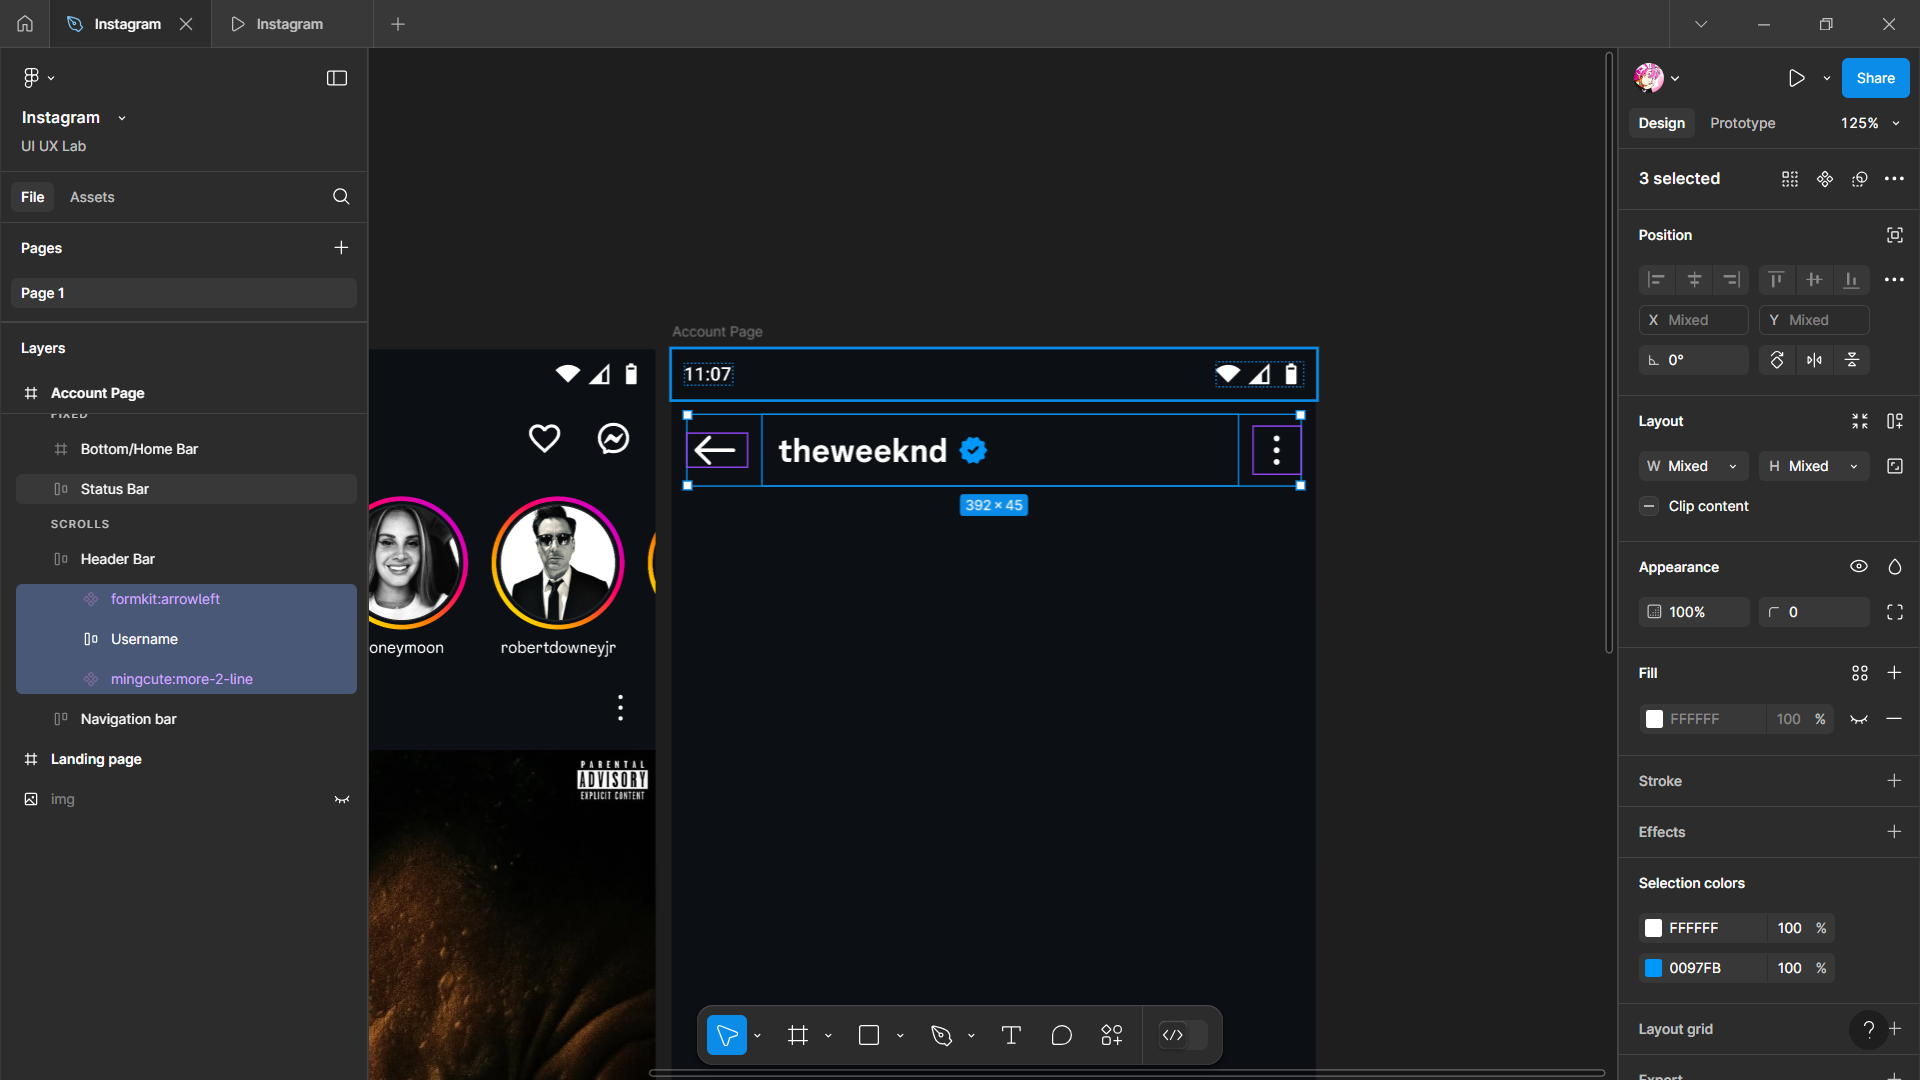 Instagram
Instagram
Instagram
UI UX Lab
File
Assets
Pages
Page 1
Layers
Account Page
FIXED
Bottom/Home Bar
Status Bar
SCROLLS
Header Bar
formkit:arrowleft
Username
mingcute:more-2-line
Navigation bar
Landing page
img
oneymoon
robertdowneyjr
PARENTAL
ADVISORY
EXPLICIT CONTENT
Account Page
11:07
theweeknd
392 × 45
Share
Design
Prototype
125%
3 selected
Position
X Mixed
Y Mixed
0°
Layout
W Mixed
H Mixed
Clip content
Appearance
100%
0
Fill
FFFFFF 100 %
Stroke
Effects
Selection colors
FFFFFF 100 %
0097FB 100 %
Layout grid
?
Export